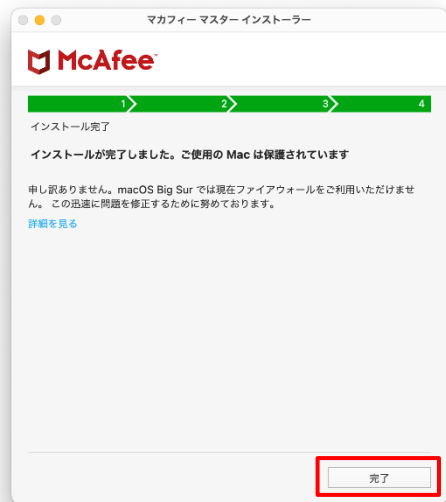 マカフィー マスター インストーラー
McAfee™
1 2 3 4
インストール完了
インストールが完了しました。ご使用の Mac は保護されています
申し訳ありません。macOS Big Sur では現在ファイアウォールをご利用いただけませ
ん。 この迅速に問題を修正するために努めております。
詳細を見る
完了